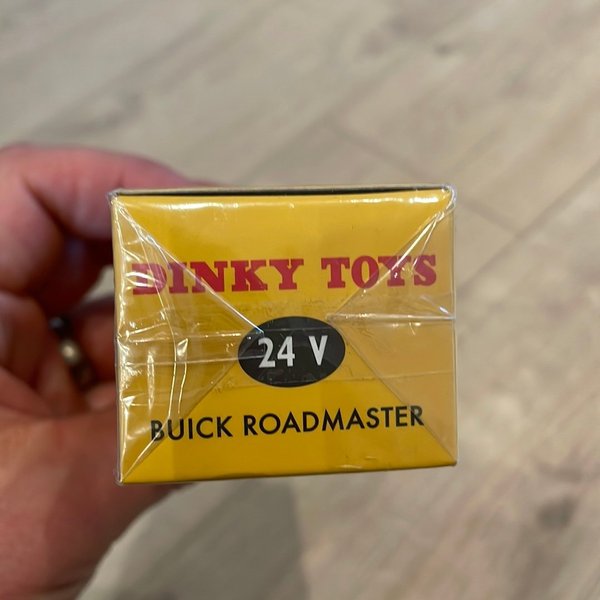 DINKY TOYS
24 V
BUICK ROADMASTER